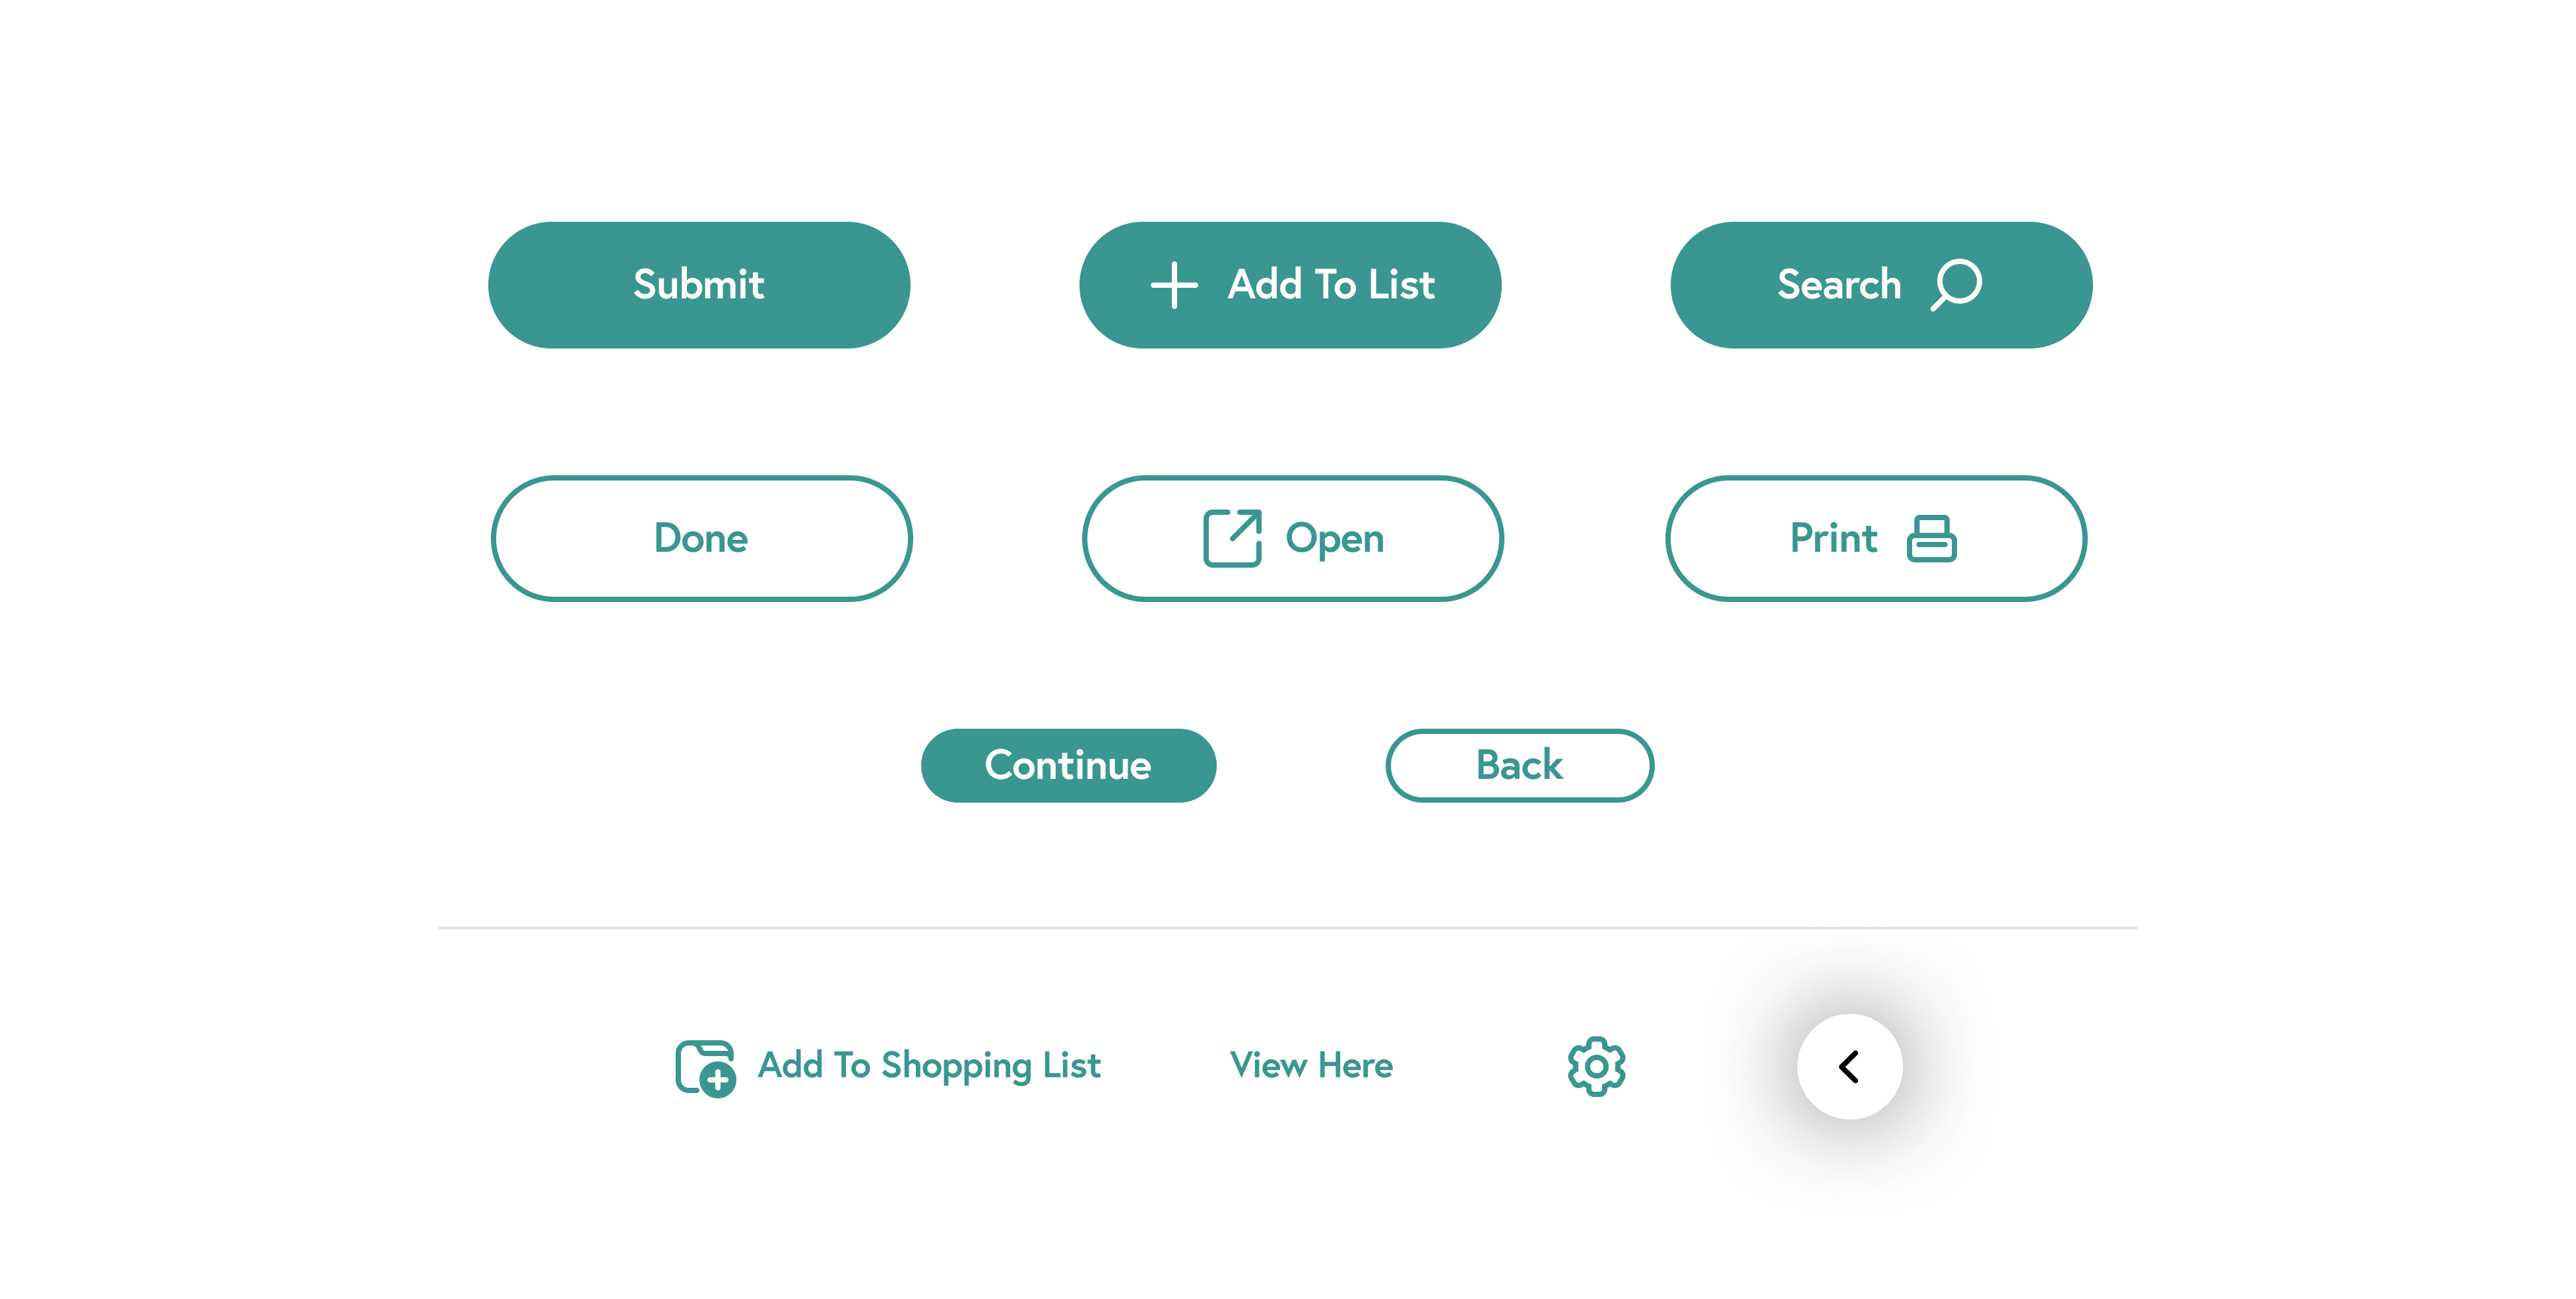 Submit
Add To List
Search
Done
Open
Print
Continue
Back
Add To Shopping List
View Here